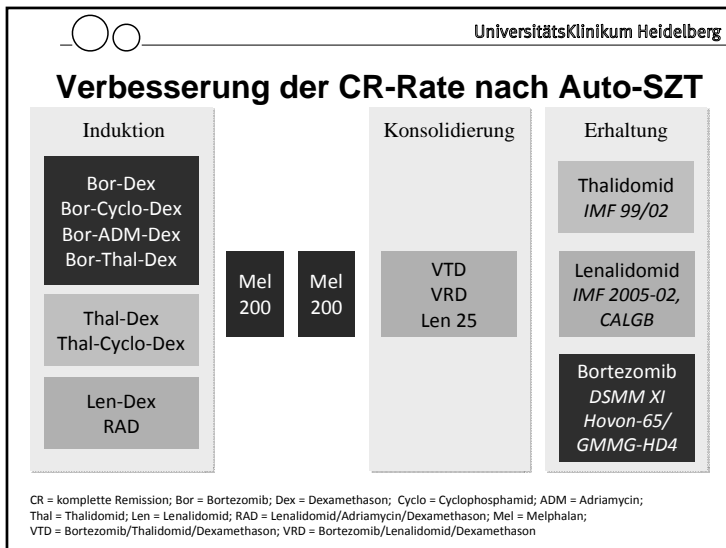 UniversitätsKlinikum Heidelberg
Verbesserung der CR-Rate nach Auto-SZT
Induktion
Bor-Dex
Bor-Cyclo-Dex
Bor-ADM-Dex
Bor-Thal-Dex
Thal-Dex
Thal-Cyclo-Dex
Len-Dex
RAD
Mel
200
Mel
200
Konsolidierung
VTD
VRD
Len 25
Erhaltung
Thalidomid
IMF 99/02
Lenalidomid
IMF 2005-02,
CALGB
Bortezomib
DSMM XI
Hovon-65/
GMMG-HD4
CR = komplette Remission; Bor = Bortezomib; Dex = Dexamethason; Cyclo = Cyclophosphamid; ADM = Adriamycin;
Thal = Thalidomid; Len = Lenalidomid; RAD = Lenalidomid/Adriamycin/Dexamethason; Mel = Melphalan;
VTD = Bortezomib/Thalidomid/Dexamethason; VRD = Bortezomib/Lenalidomid/Dexamethason